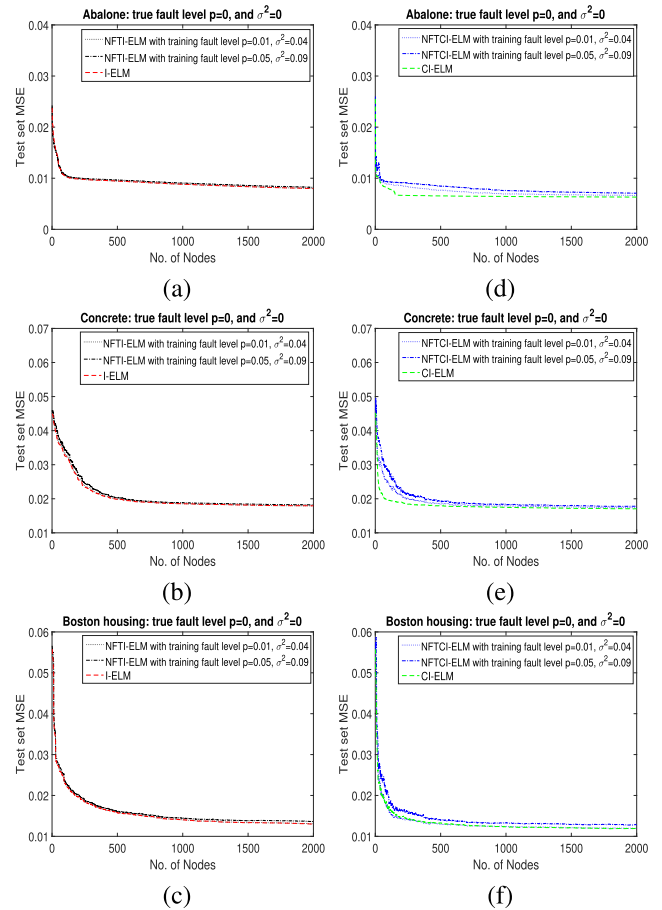 Abalone: true fault level p=0, and σ²=0
NFTI-ELM with training fault level p=0.01, σ²=0.04
NFTI-ELM with training fault level p=0.05, σ²=0.09
I-ELM
Test set MSE
0.04
0.03
0.02
0.01
0
0 500 1000 1500 2000
No. of Nodes
(a)
Abalone: true fault level p=0, and σ²=0
NFTCI-ELM with training fault level p=0.01, σ²=0.04
NFTCI-ELM with training fault level p=0.05, σ²=0.09
CI-ELM
Test set MSE
0.04
0.03
0.02
0.01
0
0 500 1000 1500 2000
No. of Nodes
(d)
Concrete: true fault level p=0, and σ²=0
NFTI-ELM with training fault level p=0.01, σ²=0.04
NFTI-ELM with training fault level p=0.05, σ²=0.09
I-ELM
Test set MSE
0.07
0.06
0.05
0.04
0.03
0.02
0.01
0 500 1000 1500 2000
No. of Nodes
(b)
Concrete: true fault level p=0, and σ²=0
NFTCI-ELM with training fault level p=0.01, σ²=0.04
NFTCI-ELM with training fault level p=0.05, σ²=0.09
CI-ELM
Test set MSE
0.07
0.06
0.05
0.04
0.03
0.02
0.01
0 500 1000 1500 2000
No. of Nodes
(e)
Boston housing: true fault level p=0, and σ²=0
NFTI-ELM with training fault level p=0.01, σ²=0.04
NFTI-ELM with training fault level p=0.05, σ²=0.09
I-ELM
Test set MSE
0.06
0.05
0.04
0.03
0.02
0.01
0 500 1000 1500 2000
No. of Nodes
(c)
Boston housing: true fault level p=0, and σ²=0
NFTCI-ELM with training fault level p=0.01, σ²=0.04
NFTCI-ELM with training fault level p=0.05, σ²=0.09
CI-ELM
Test set MSE
0.06
0.05
0.04
0.03
0.02
0.01
0 500 1000 1500 2000
No. of Nodes
(f)